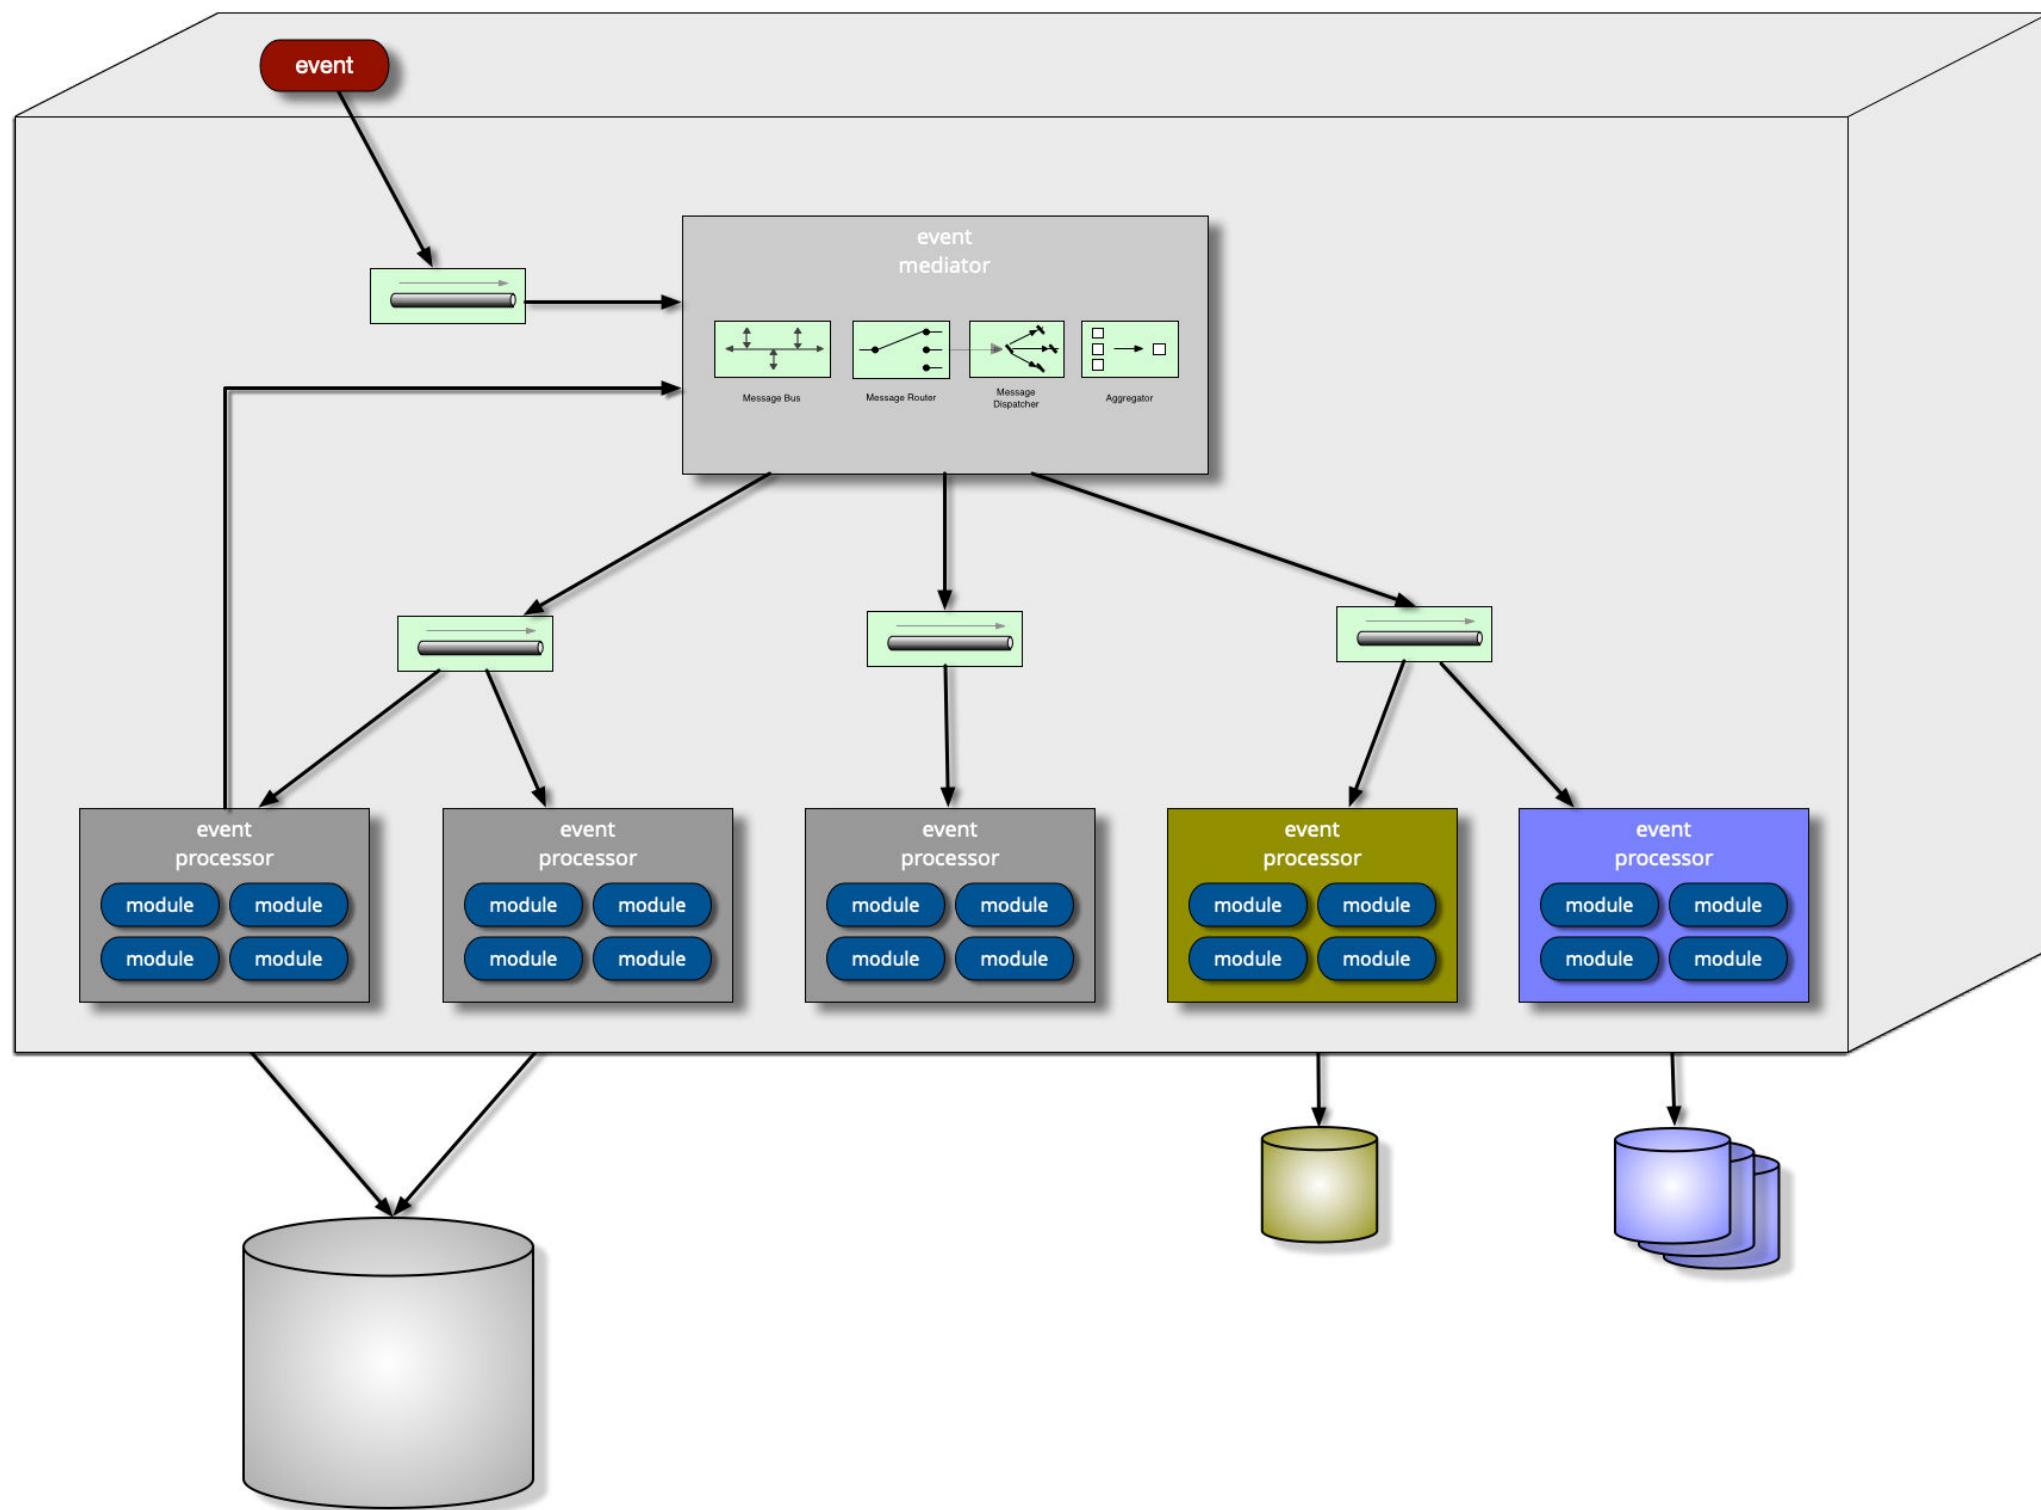 event
event
mediator
Message Bus
Message Router
Message
Dispatcher
Aggregator
event
processor
module module
module module
event
processor
module module
module module
event
processor
module module
module module
event
processor
module module
module module
event
processor
module module
module module